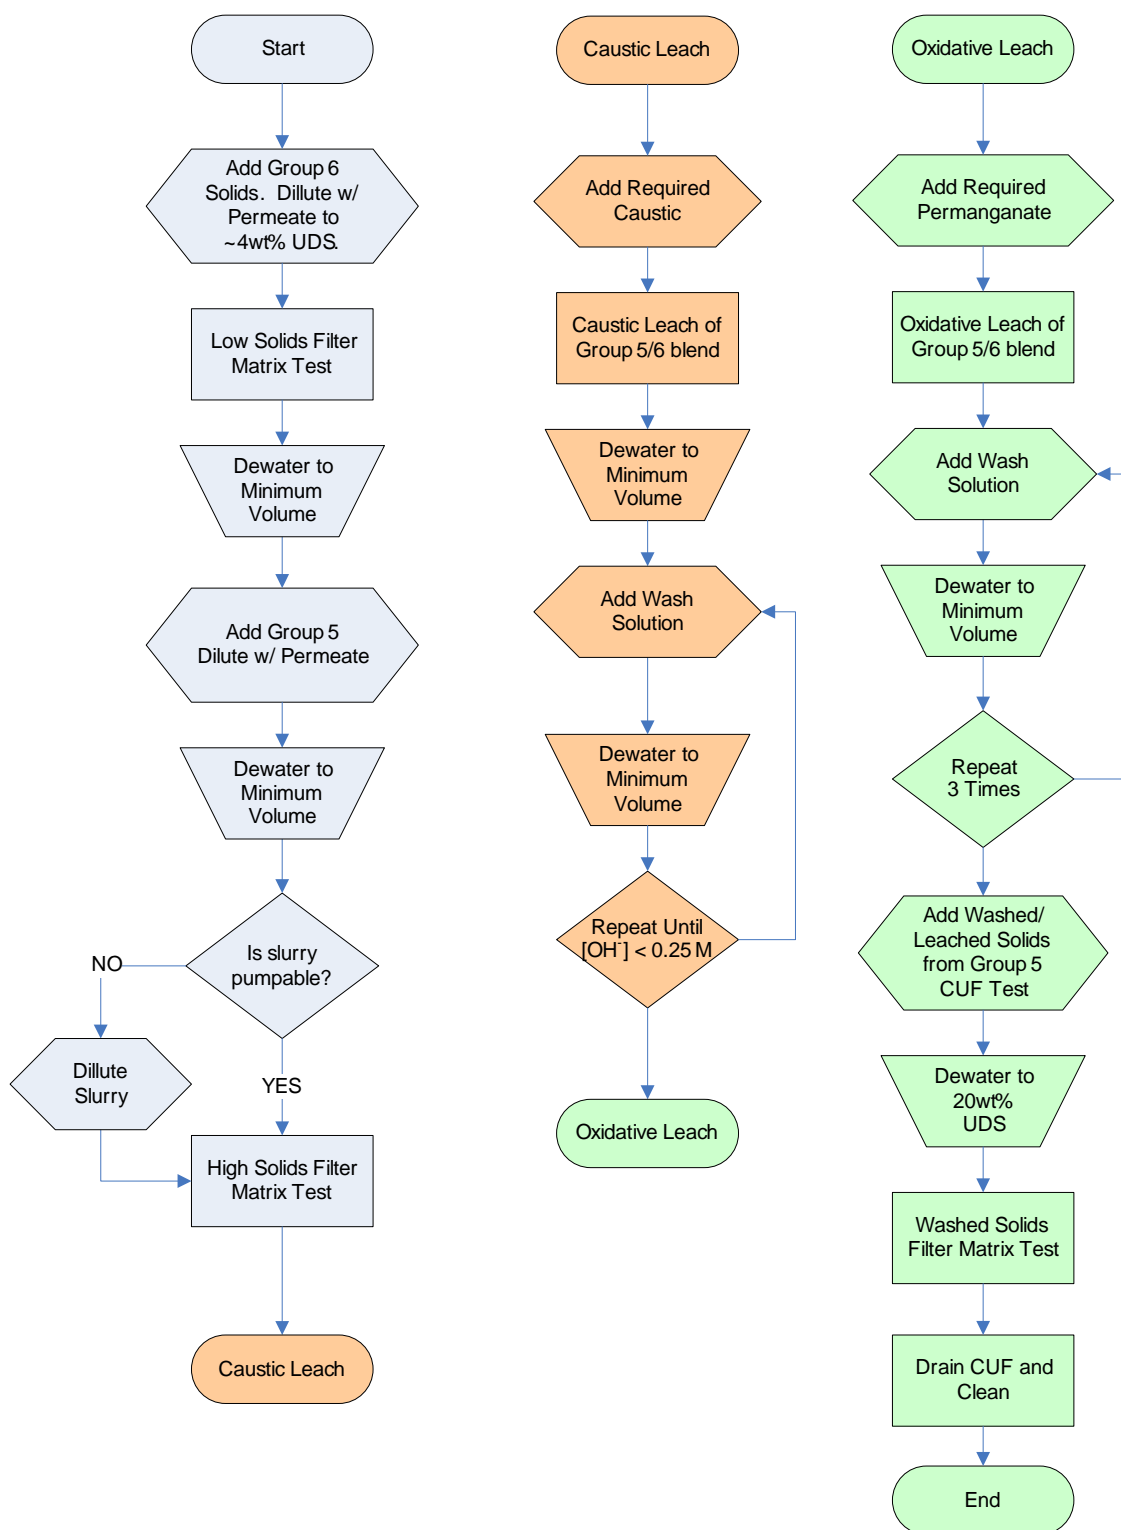 Start
Add Group 6
Solids.  Dillute w/
Permeate to
~4wt% UDS.
Low Solids Filter
Matrix Test
Dewater to
Minimum
Volume
Add Group 5
Dilute w/ Permeate
Dewater to
Minimum
Volume
Is slurry
pumpable?
NO
Dillute
Slurry
YES
High Solids Filter
Matrix Test
Caustic Leach
Caustic Leach
Add Required
Caustic
Caustic Leach of
Group 5/6 blend
Dewater to
Minimum
Volume
Add Wash
Solution
Dewater to
Minimum
Volume
Repeat Until
[OH⁻] < 0.25 M
Oxidative Leach
Oxidative Leach
Add Required
Permanganate
Oxidative Leach of
Group 5/6 blend
Add Wash
Solution
Dewater to
Minimum
Volume
Repeat
3 Times
Add Washed/
Leached Solids
from Group 5
CUF Test
Dewater to
20wt%
UDS
Washed Solids
Filter Matrix Test
Drain CUF and
Clean
End